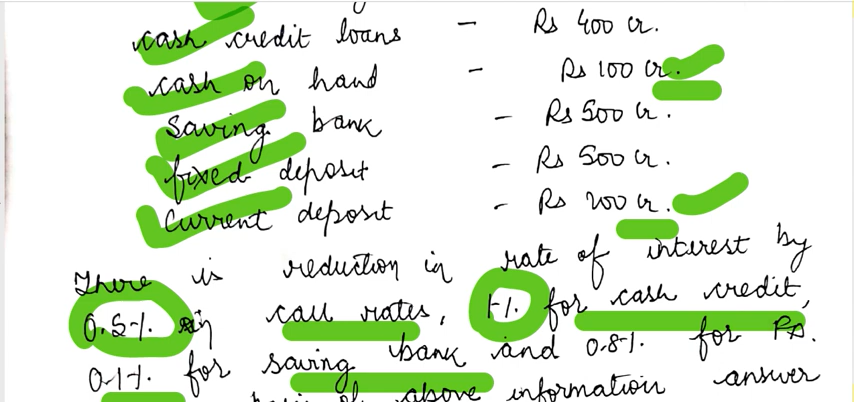 cash credit loans - Rs 400 cr.
cash on hand - Rs 100 cr.
Saving bank - Rs 500 cr.
fixed deposit - Rs 500 cr.
Current deposit - Rs 200 cr.
There is reduction in rate of interest by
0.5%. in call rates, 1%. for cash credit,
0.1%. for saving bank and 0.8%. for
of above information answer